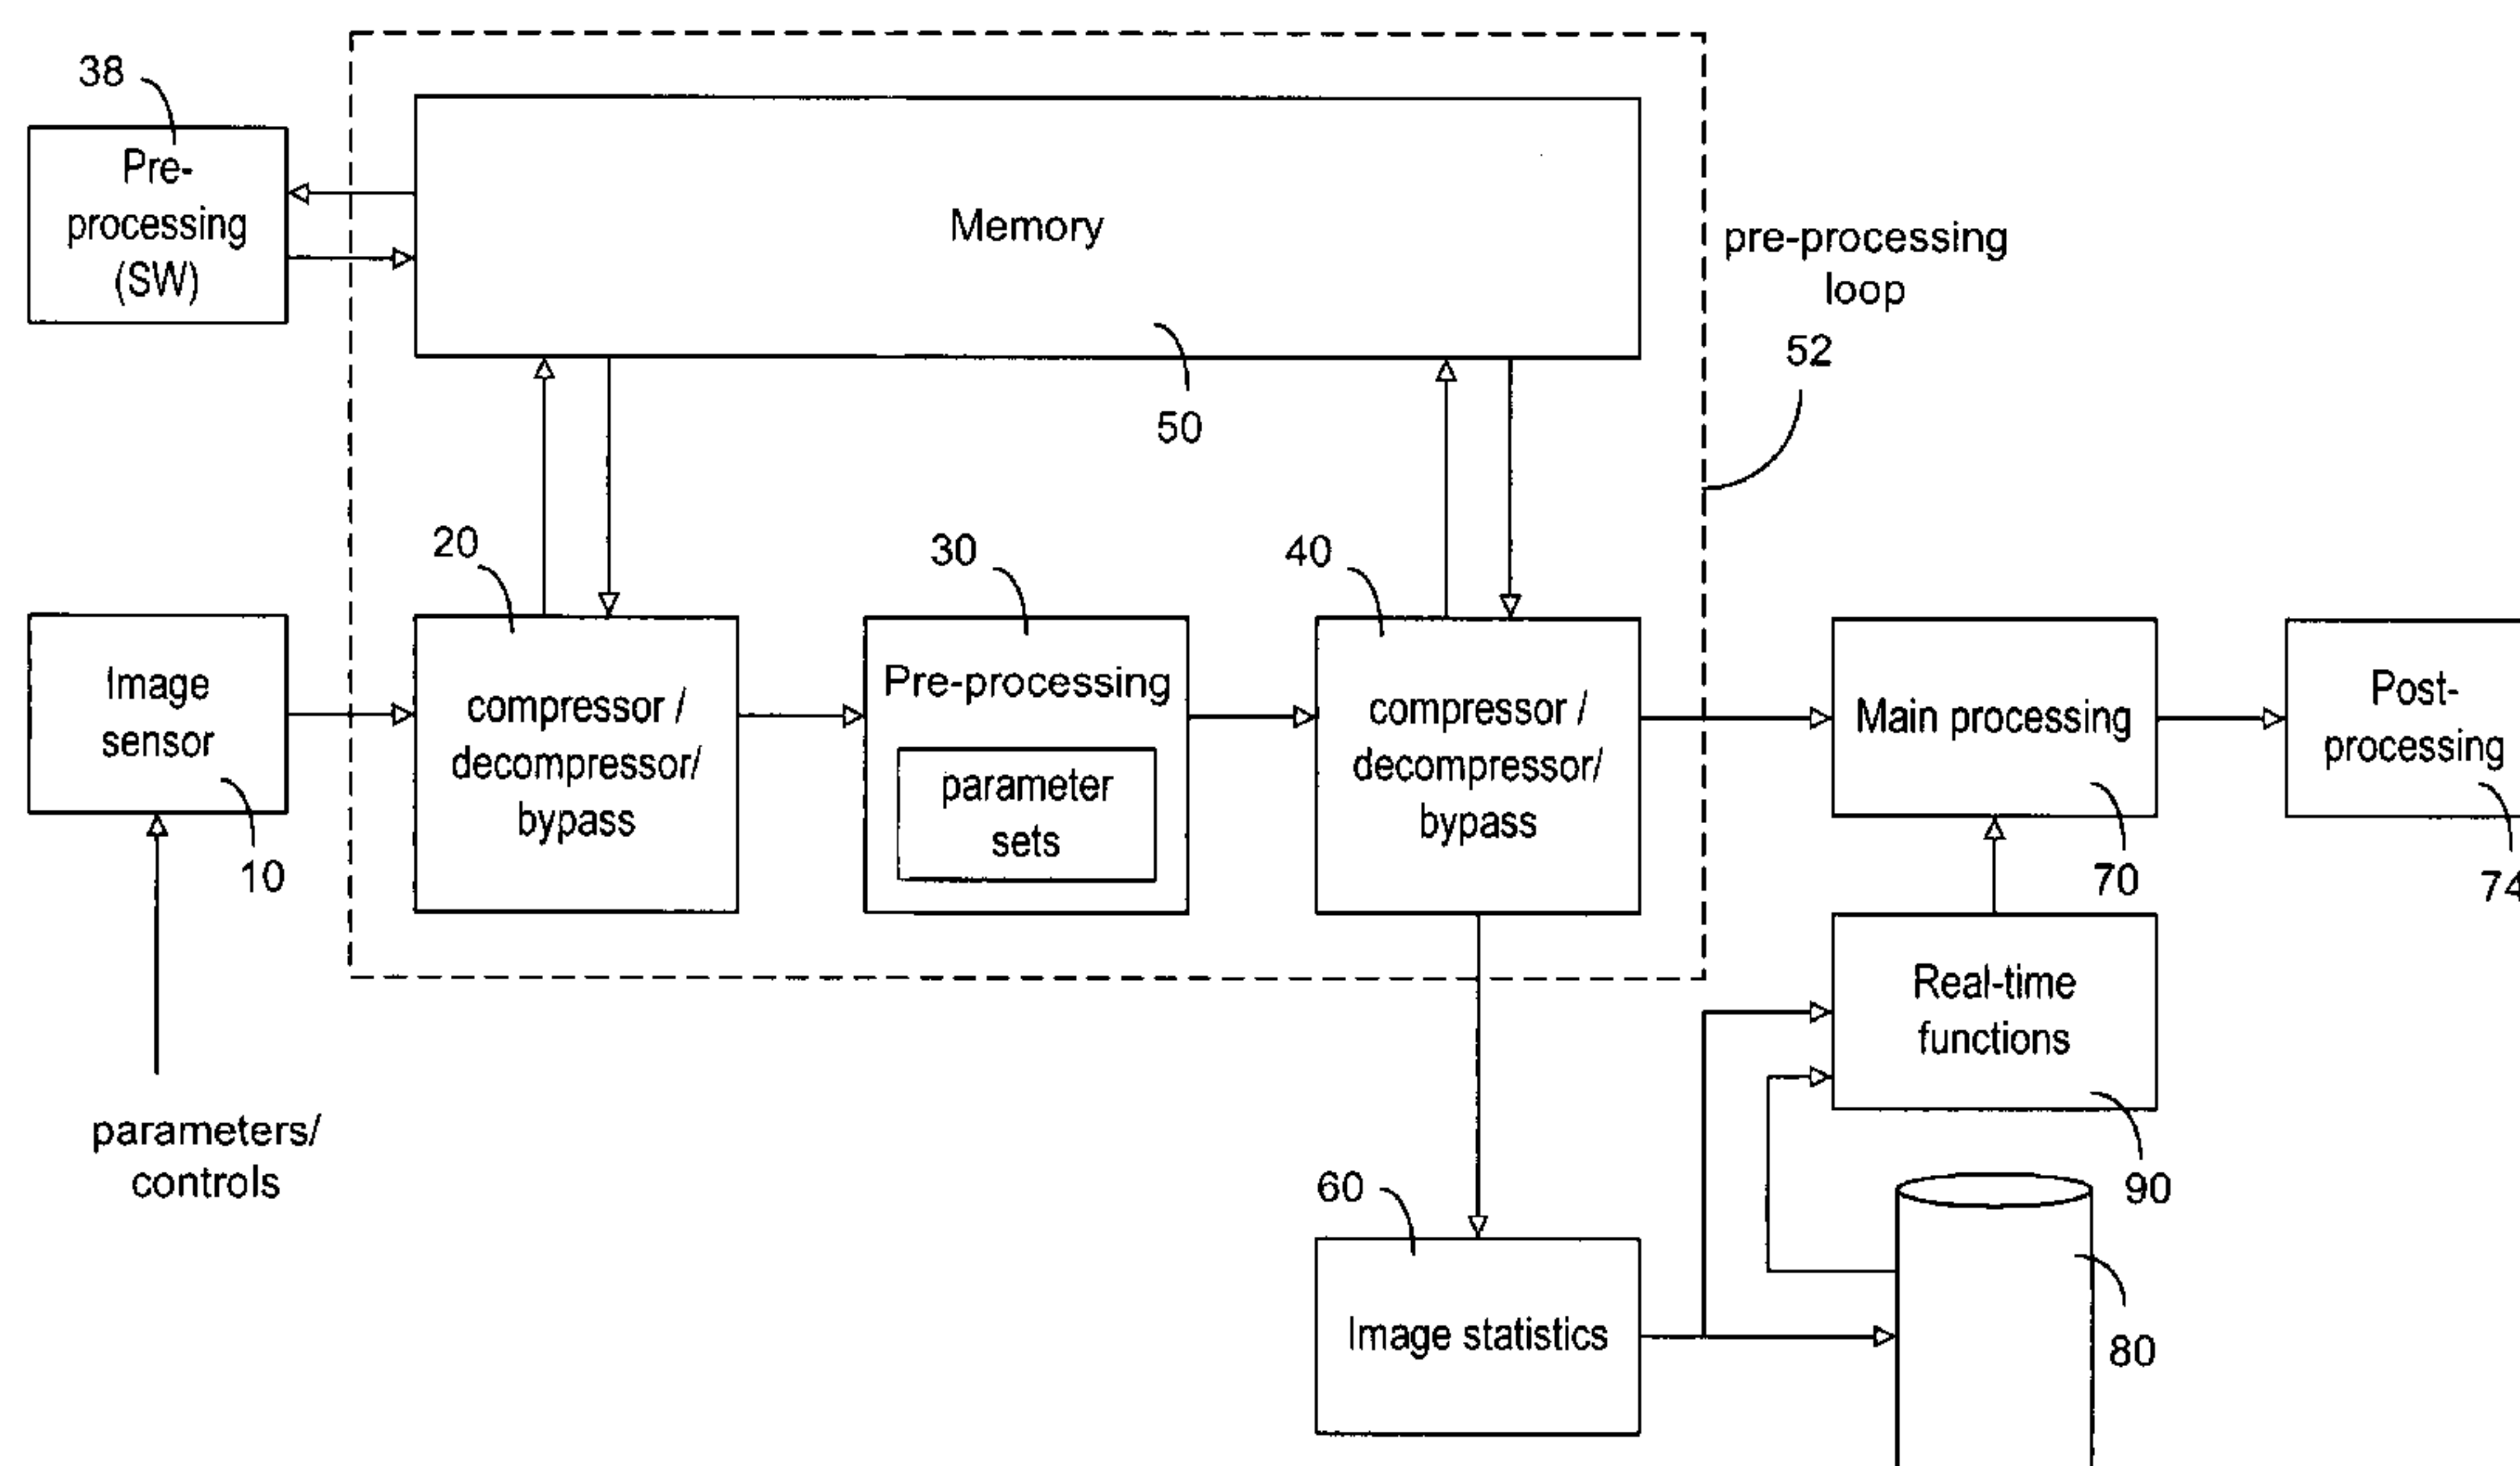 38
Pre-
processing
(SW)
Memory
50
pre-processing
loop
52
20
30
40
Image
sensor
10
compressor /
decompressor/
bypass
Pre-processing
parameter
sets
compressor /
decompressor/
bypass
Main processing
70
Post-
processing
74
parameters/
controls
Real-time
functions
90
60
Image statistics
80